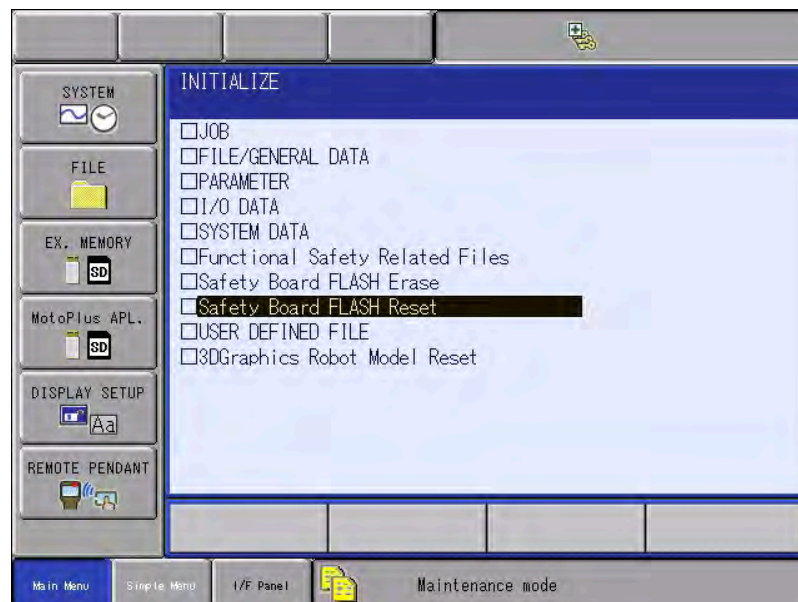 INITIALIZE
SYSTEM
□JOB
□FILE/GENERAL DATA
□PARAMETER
□I/O DATA
□SYSTEM DATA
□Functional Safety Related Files
□Safety Board FLASH Erase
□Safety Board FLASH Reset
□USER DEFINED FILE
□3DGraphics Robot Model Reset
FILE
EX. MEMORY
SD
MotoPlus APL.
SD
DISPLAY SETUP
Aa
REMOTE PENDANT
Main Menu
Simple Menu
I/F Panel
Maintenance mode